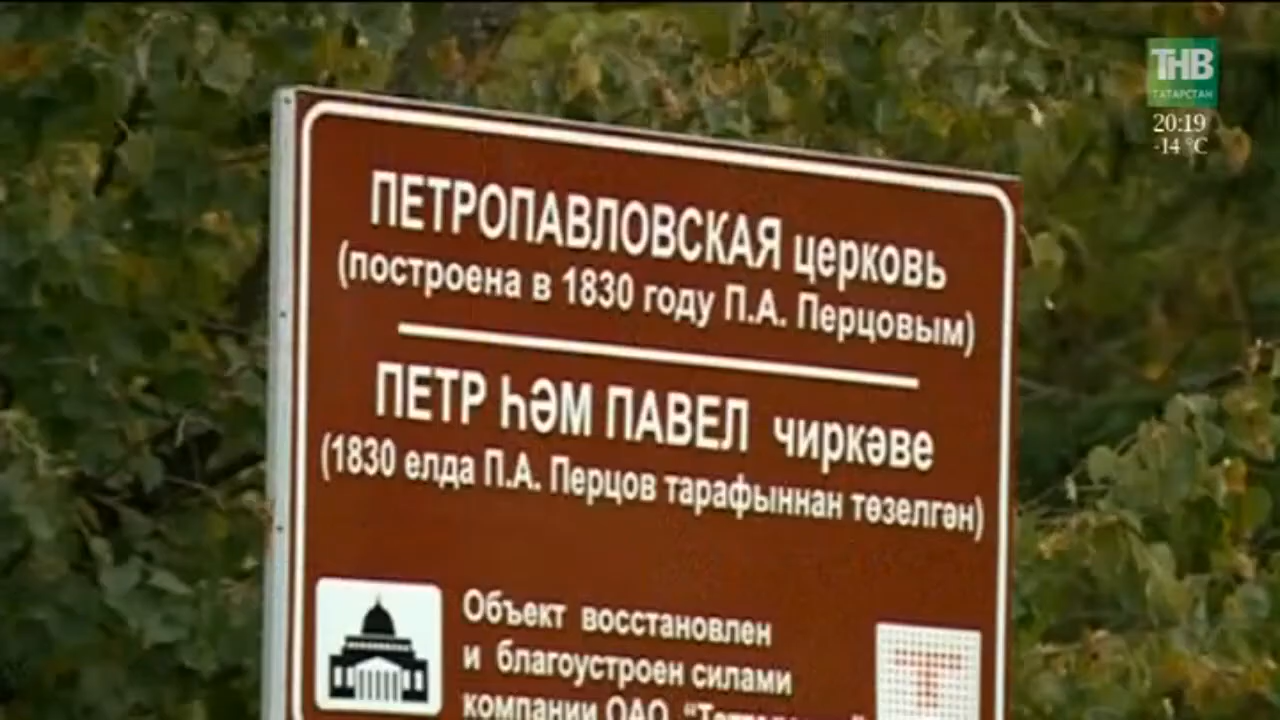 ТНВ
ТАТАРСТАН
20:19
-14 °C
ПЕТРОПАВЛОВСКАЯ церковь
(построена в 1830 году П.А. Перцовым)
ПЕТР ҺӘМ ПАВЕЛ чиркәве
(1830 елда П.А. Перцов тарафыннан төзелгән)
Объект восстановлен
и благоустроен силами
компании ОАО